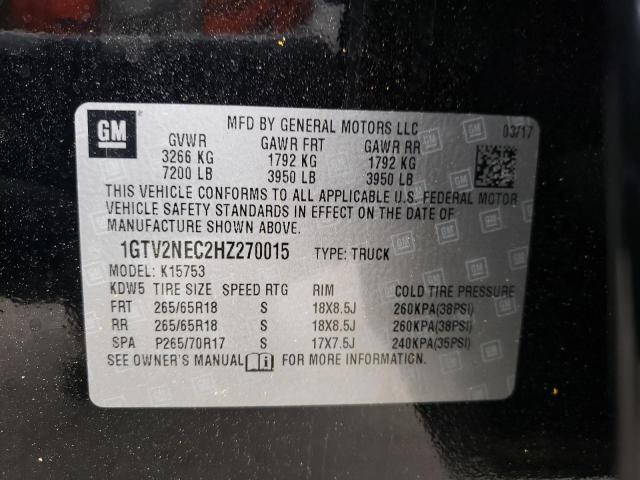 GM
MFD BY GENERAL MOTORS LLC 03/17
GVWR GAWR FRT GAWR RR
3266 KG 1792 KG 1792 KG
7200 LB 3950 LB 3950 LB
THIS VEHICLE CONFORMS TO ALL APPLICABLE U.S. FEDERAL MOTOR
VEHICLE SAFETY STANDARDS IN EFFECT ON THE DATE OF
MANUFACTURE SHOWN ABOVE.
1GTV2NEC2HZ270015 TYPE: TRUCK
MODEL: K15753
KDW5 TIRE SIZE SPEED RTG RIM COLD TIRE PRESSURE
FRT 265/65R18 S 18X8.5J 260KPA(38PSI)
RR 265/65R18 S 18X8.5J 260KPA(38PSI)
SPA P265/70R17 S 17X7.5J 240KPA(35PSI)
SEE OWNER'S MANUAL FOR MORE INFORMATION.